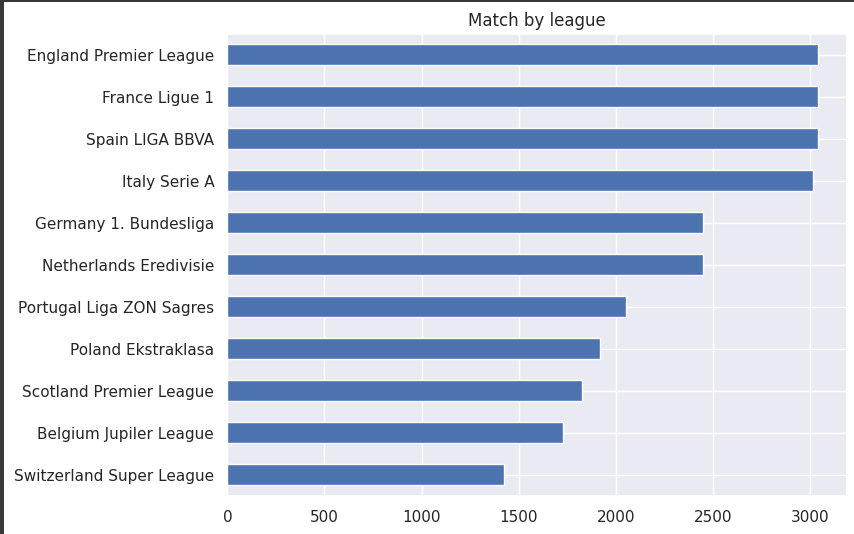 Match by league
England Premier League
France Ligue 1
Spain LIGA BBVA
Italy Serie A
Germany 1. Bundesliga
Netherlands Eredivisie
Portugal Liga ZON Sagres
Poland Ekstraklasa
Scotland Premier League
Belgium Jupiler League
Switzerland Super League
0 500 1000 1500 2000 2500 3000